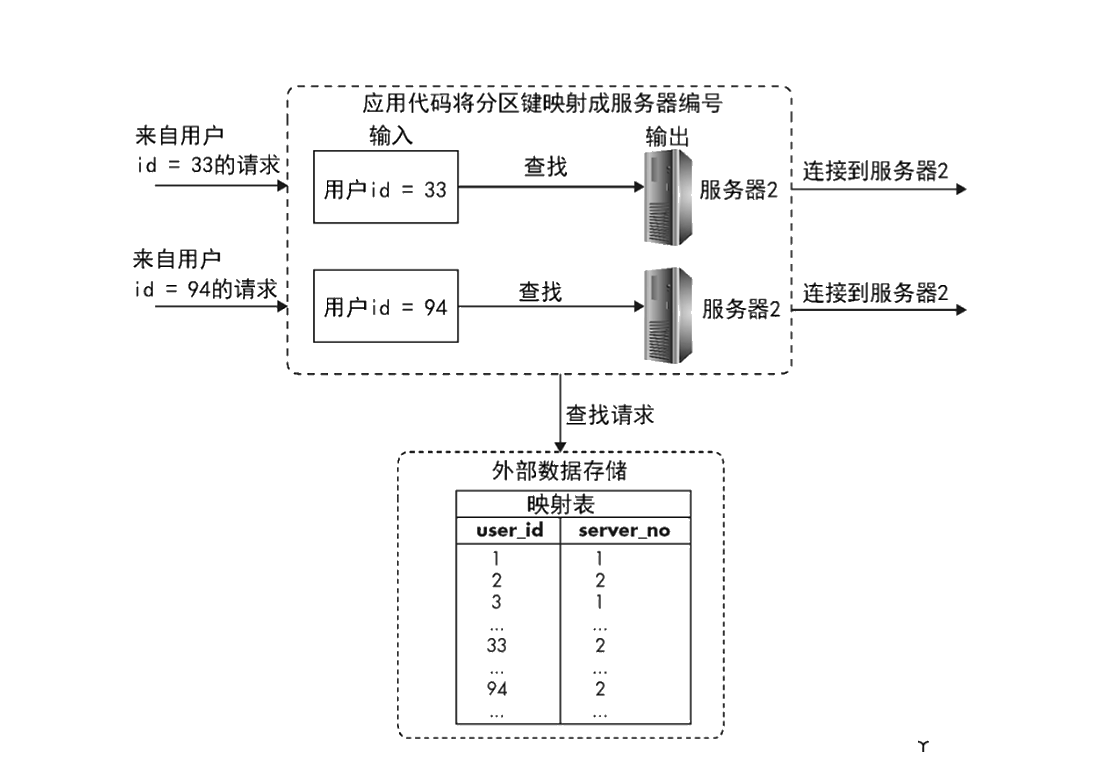 应用代码将分区键映射成服务器编号
输入
输出
来自用户
id = 33的请求
用户id = 33
查找
服务器2
连接到服务器2
来自用户
id = 94的请求
用户id = 94
查找
服务器2
连接到服务器2
查找请求
外部数据存储
映射表
user_id server_no
1 1
2 2
3 1
... ...
33 2
... ...
94 2
... ...